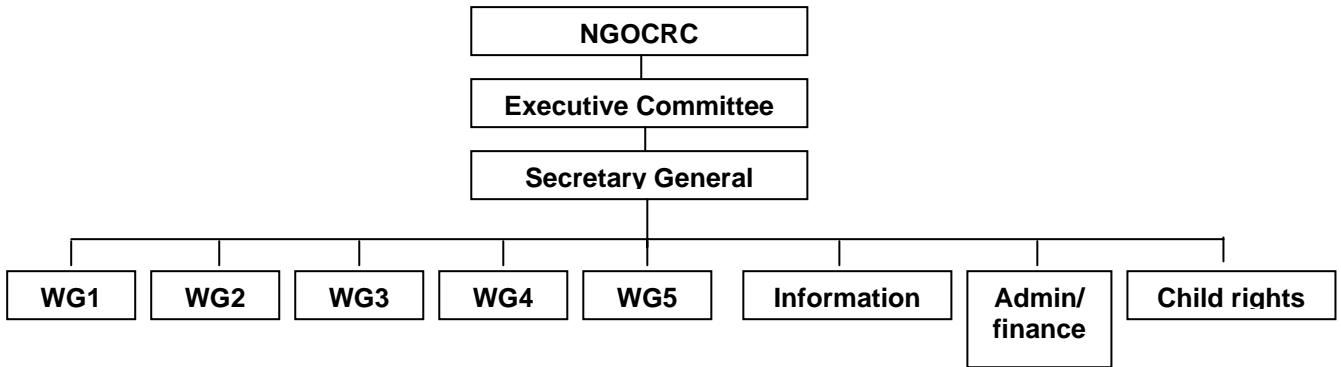 NGOCRC
Executive Committee
Secretary General
WG1
WG2
WG3
WG4
WG5
Information
Admin/
finance
Child rights